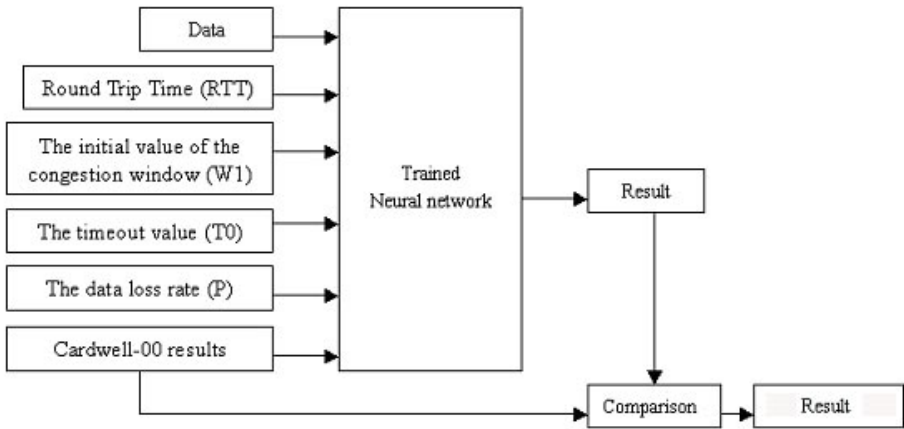 Data
Round Trip Time (RTT)
The initial value of the
congestion window (W1)
The timeout value (T0)
The data loss rate (P)
Cardwell-00 results
Trained
Neural network
Result
Comparison
Result